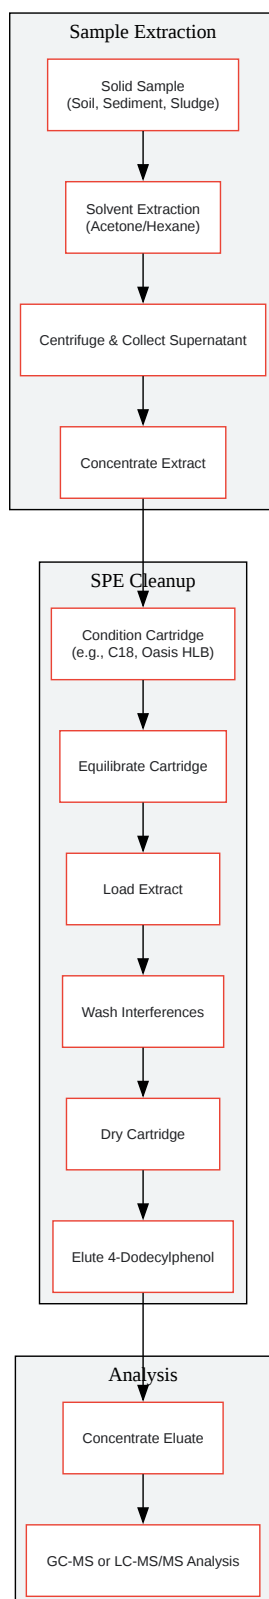 Sample Extraction
Solid Sample
(Soil, Sediment, Sludge)
Solvent Extraction
(Acetone/Hexane)
Centrifuge & Collect Supernatant
Concentrate Extract
SPE Cleanup
Condition Cartridge
(e.g., C18, Oasis HLB)
Equilibrate Cartridge
Load Extract
Wash Interferences
Dry Cartridge
Elute 4-Dodecylphenol
Analysis
Concentrate Eluate
GC-MS or LC-MS/MS Analysis